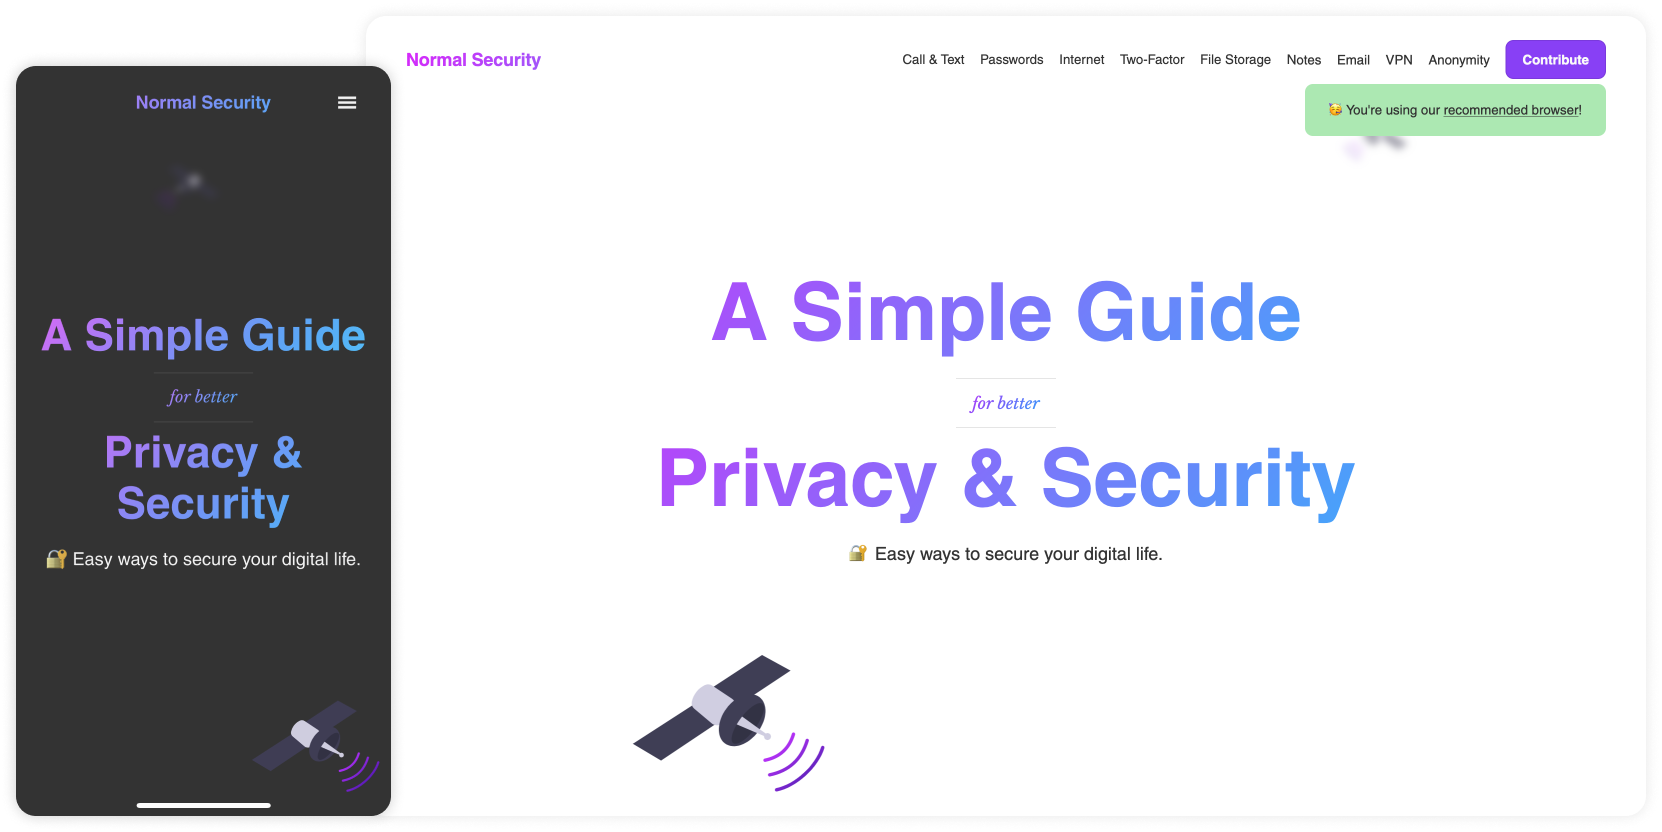 Normal Security
A Simple Guide
for better
Privacy &
Security
🔐 Easy ways to secure your digital life.
Normal Security
Call & Text Passwords Internet Two-Factor File Storage Notes Email VPN Anonymity Contribute
🥳 You're using our recommended browser!
A Simple Guide
for better
Privacy & Security
🔐 Easy ways to secure your digital life.